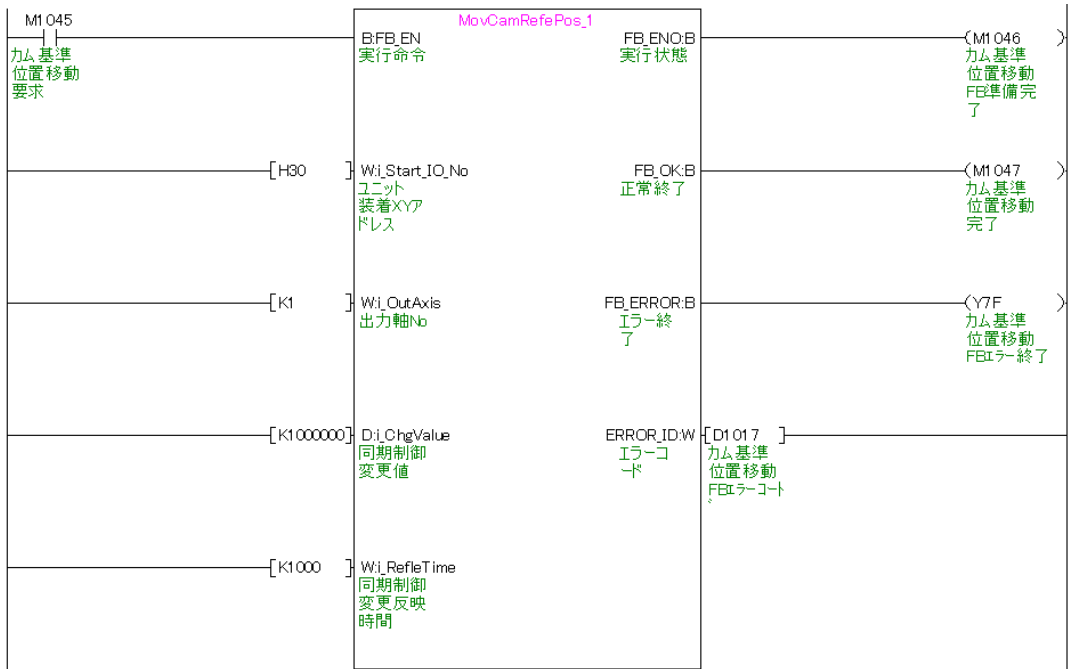 M1045
MovCamRefePos_1
B:FB_EN
FB_ENO:B
(M1046 )
カム基準
位置移動
要求
実行命令
実行状態
カム基準
位置移動
FB準備完
了
[H30 ]
W:i_Start_IO_No
FB_OK:B
(M1047 )
ユニット
装着XYア
ドレス
正常終了
カム基準
位置移動
完了
[K1 ]
W:i_OutAxis
FB_ERROR:B
(Y7F )
出力軸No
エラー終
了
カム基準
位置移動
FBエラー終了
[K1000000]
D:i_ChgValue
ERROR_ID:W
[D1017 ]
同期制御
変更値
エラーコ
ード
カム基準
位置移動
FBエラーコード
[K1000 ]
W:i_RefleTime
同期制御
変更反映
時間